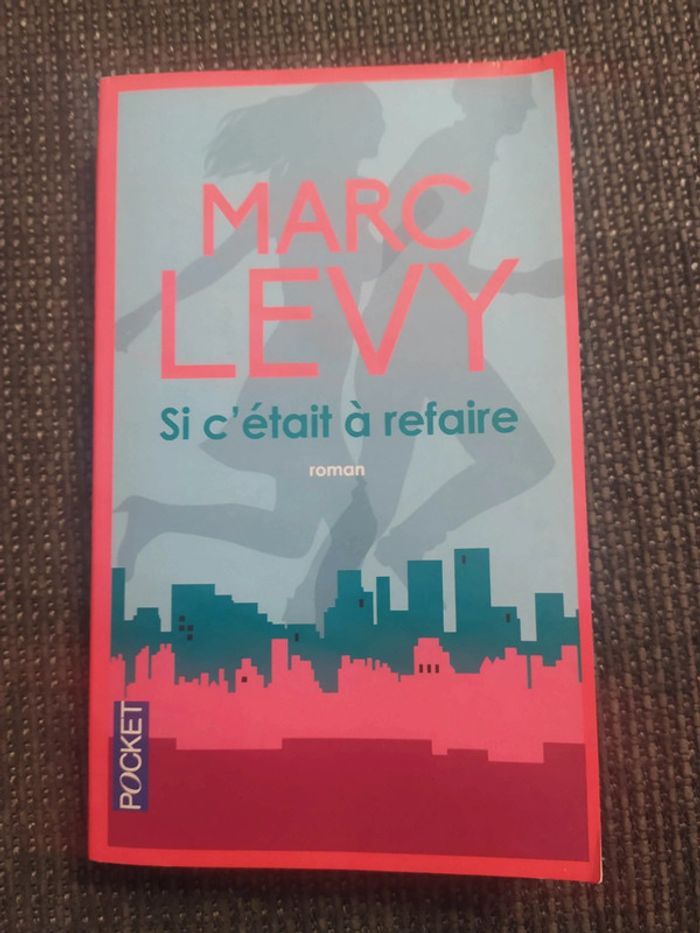 MARC
LEVY
Si c'était à refaire
roman
POCKET